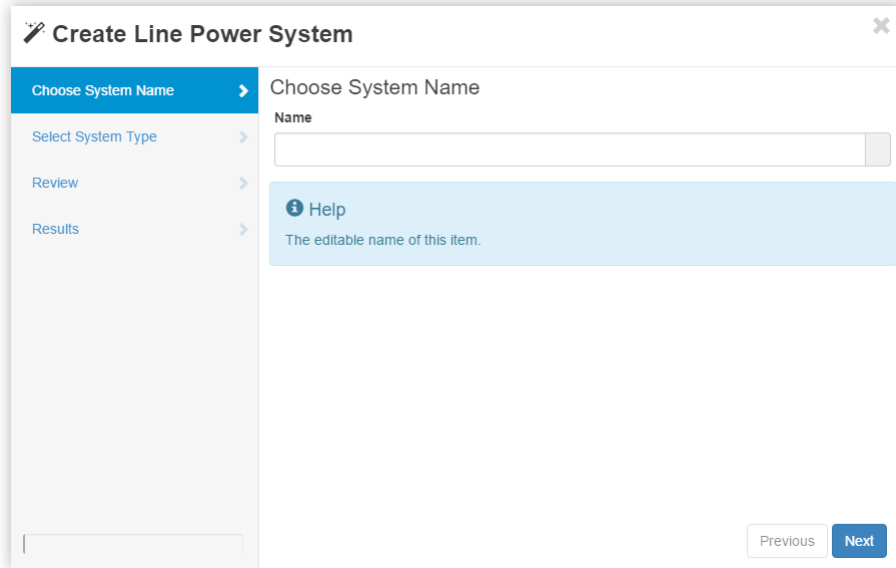 Create Line Power System
Choose System Name
Select System Type
Review
Results
Choose System Name
Name
Help
The editable name of this item.
Previous
Next